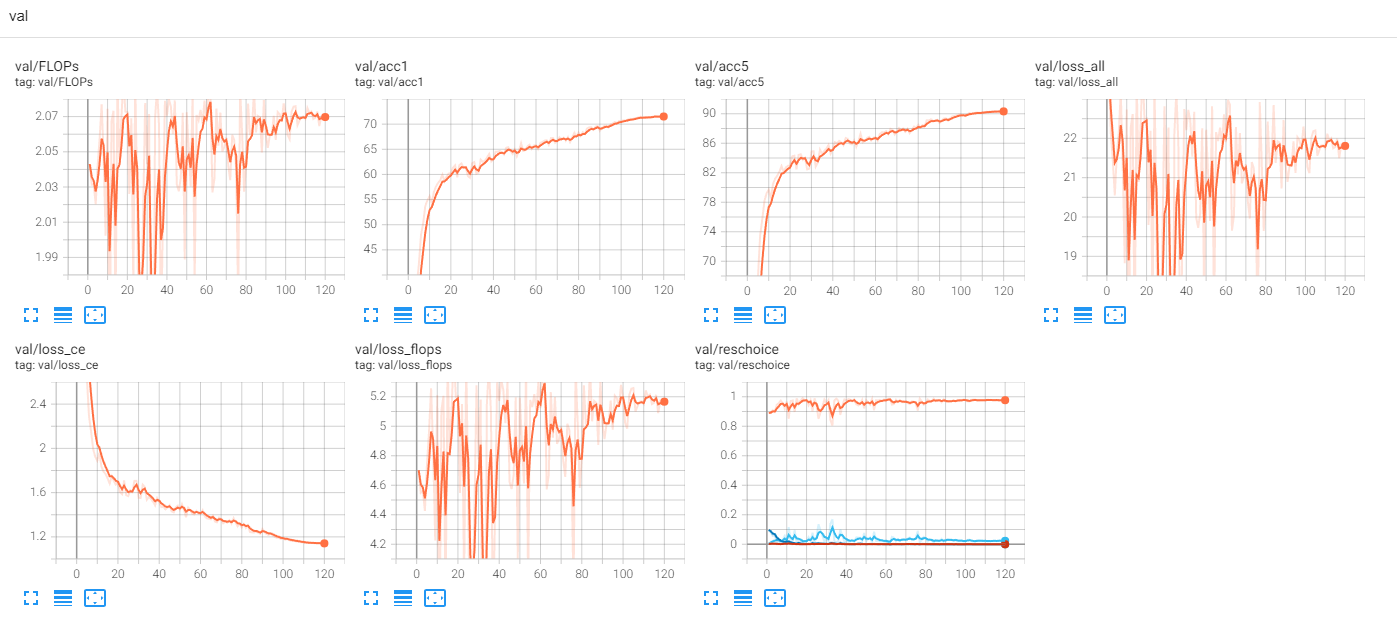 val
val/FLOPs
tag: val/FLOPs
2.07
2.05
2.03
2.01
1.99
0 20 40 60 80 100 120
val/acc1
tag: val/acc1
70
65
60
55
50
45
0 20 40 60 80 100 120
val/acc5
tag: val/acc5
90
86
82
78
74
70
0 20 40 60 80 100 120
val/loss_all
tag: val/loss_all
22
21
20
19
0 20 40 60 80 100 120
val/loss_ce
tag: val/loss_ce
2.4
2
1.6
1.2
0 20 40 60 80 100 120
val/loss_flops
tag: val/loss_flops
5.2
5
4.8
4.6
4.4
4.2
0 20 40 60 80 100 120
val/reschoice
tag: val/reschoice
1
0.8
0.6
0.4
0.2
0
0 20 40 60 80 100 120